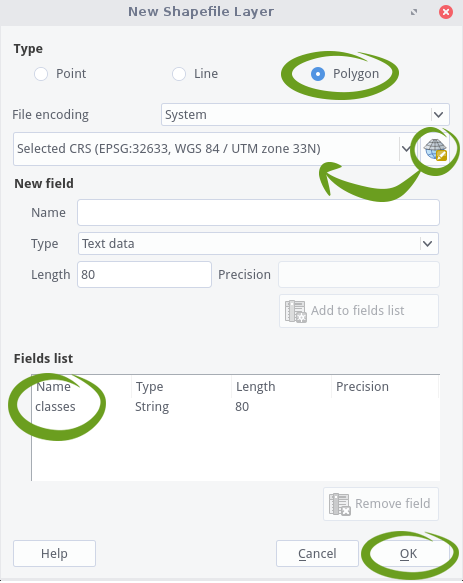 New Shapefile Layer
Type
Point Line Polygon
File encoding System
Selected CRS (EPSG:32633, WGS 84 / UTM zone 33N)
New field
Name
Type Text data
Length 80 Precision
Add to fields list
Fields list
Name Type Length Precision
classes String 80
Remove field
Help Cancel OK